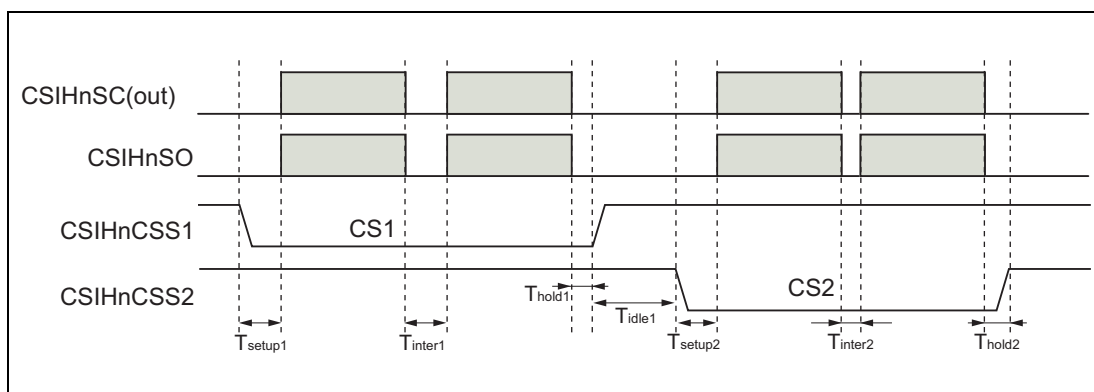 CSIHnSC(out)
CSIHnSO
CSIHnCSS1
CS1
CSIHnCSS2
Thold1
Tidle1
CS2
Tsetup1
Tinter1
Tsetup2
Tinter2
Thold2